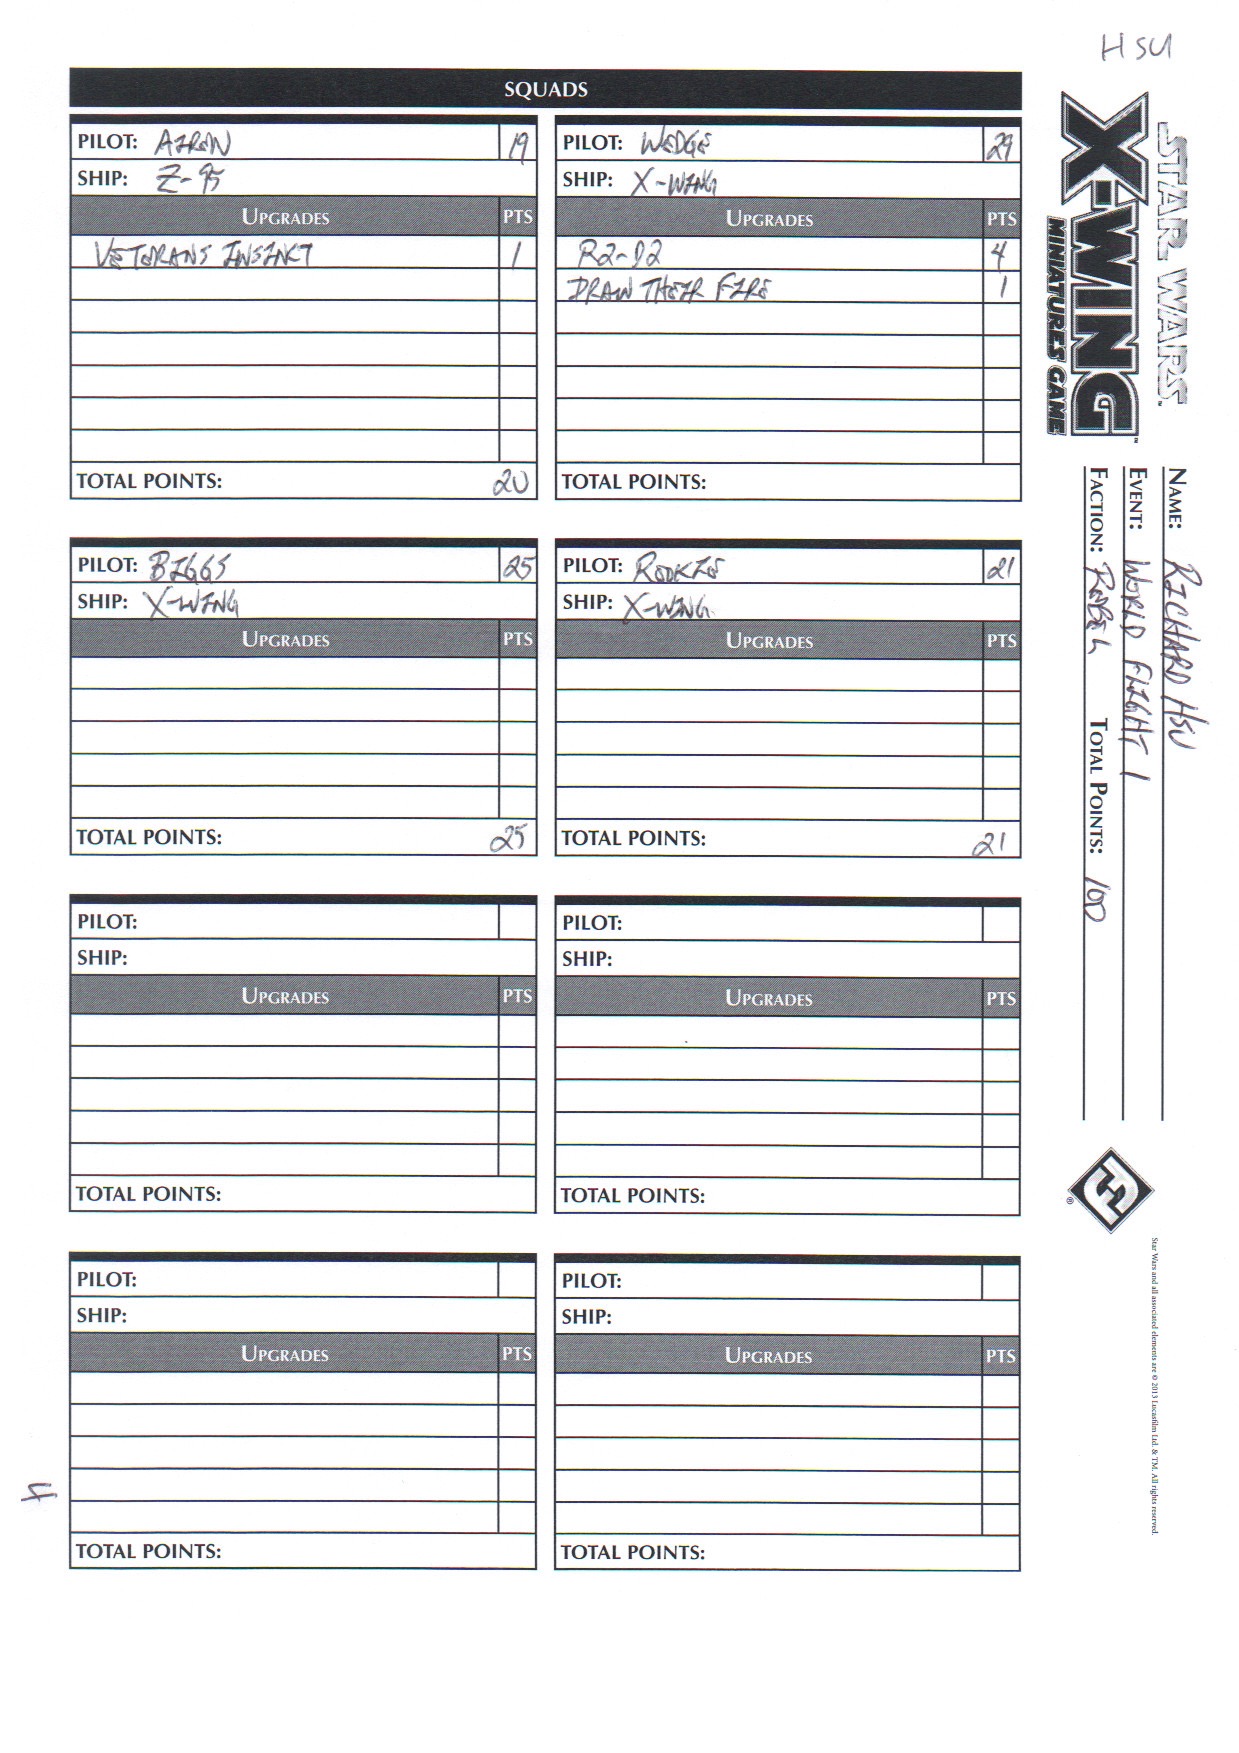 HSU
SQUADS
PILOT: AIREN 19
SHIP: Z-95
UPGRADES PTS
VETERANS INSINCT 1
TOTAL POINTS: 20
PILOT: WEDGE 29
SHIP: X-WING
UPGRADES PTS
R2-D2 4
DRAW THEIR FIRE 1
TOTAL POINTS:
PILOT: BIGGS 25
SHIP: X-WING
UPGRADES PTS
TOTAL POINTS: 25
PILOT: ROOKIE 21
SHIP: X-WING
UPGRADES PTS
TOTAL POINTS: 21
PILOT:
SHIP:
UPGRADES PTS
TOTAL POINTS:
PILOT:
SHIP:
UPGRADES PTS
TOTAL POINTS:
PILOT:
SHIP:
UPGRADES PTS
TOTAL POINTS:
PILOT:
SHIP:
UPGRADES PTS
TOTAL POINTS:
4
STAR WARS™
X-WING™
MINIATURES GAME
NAME: RICHARD HSU
EVENT: WORLD FLIGHT 1
FACTION: REBEL TOTAL POINTS: 100
®
Star Wars and all associated elements are © 2013 Lucasfilm Ltd. & TM. All rights reserved.